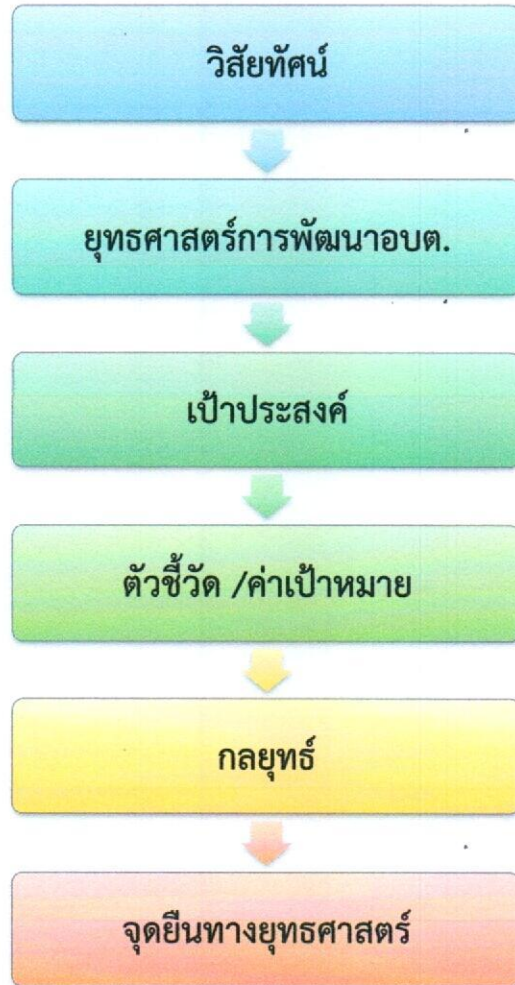 วิสัยทัศน์
ยุทธศาสตร์การพัฒนาอบต.
เป้าประสงค์
ตัวชี้วัด /ค่าเป้าหมาย
กลยุทธ์
จุดยืนทางยุทธศาสตร์